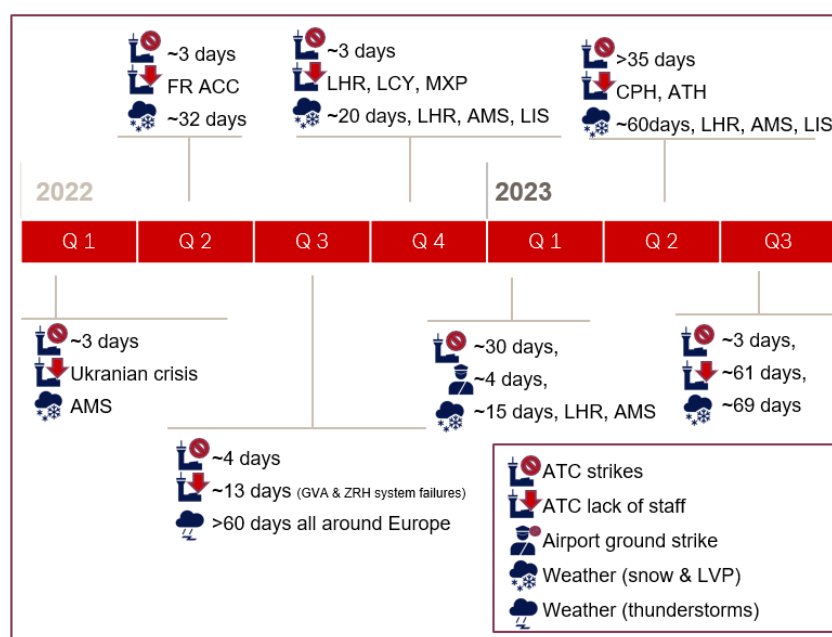 ~3 days
FR ACC
~32 days
~3 days
LHR, LCY, MXP
~20 days, LHR, AMS, LIS
>35 days
CPH, ATH
~60days, LHR, AMS, LIS
2022
2023
Q 1
Q 2
Q 3
Q 4
Q 1
Q 2
Q3
~3 days
Ukranian crisis
AMS
~4 days
~13 days (GVA & ZRH system failures)
>60 days all around Europe
~30 days,
~4 days,
~15 days, LHR, AMS
~3 days,
~61 days,
~69 days
ATC strikes
ATC lack of staff
Airport ground strike
Weather (snow & LVP)
Weather (thunderstorms)